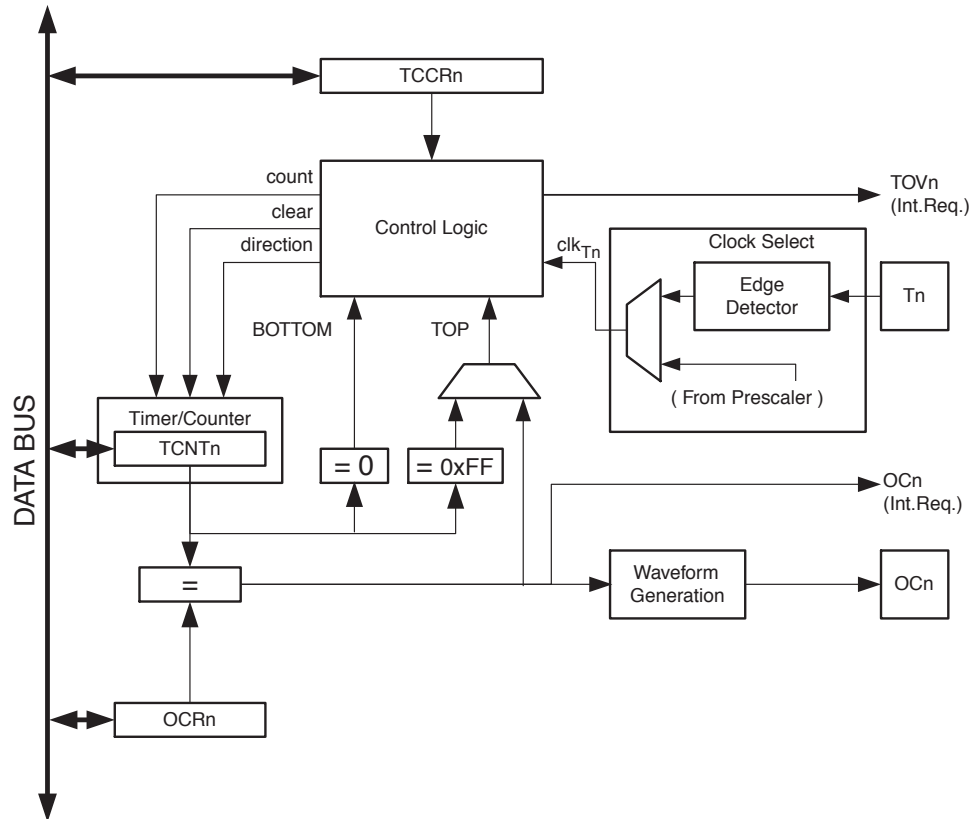 TCCRn
count
clear
direction
Control Logic
TOVn
(Int.Req.)
clkTn
Clock Select
Edge
Detector
Tn
( From Prescaler )
BOTTOM
TOP
Timer/Counter
TCNTn
= 0
= 0xFF
DATA BUS
OCn
(Int.Req.)
=
Waveform
Generation
OCn
OCRn